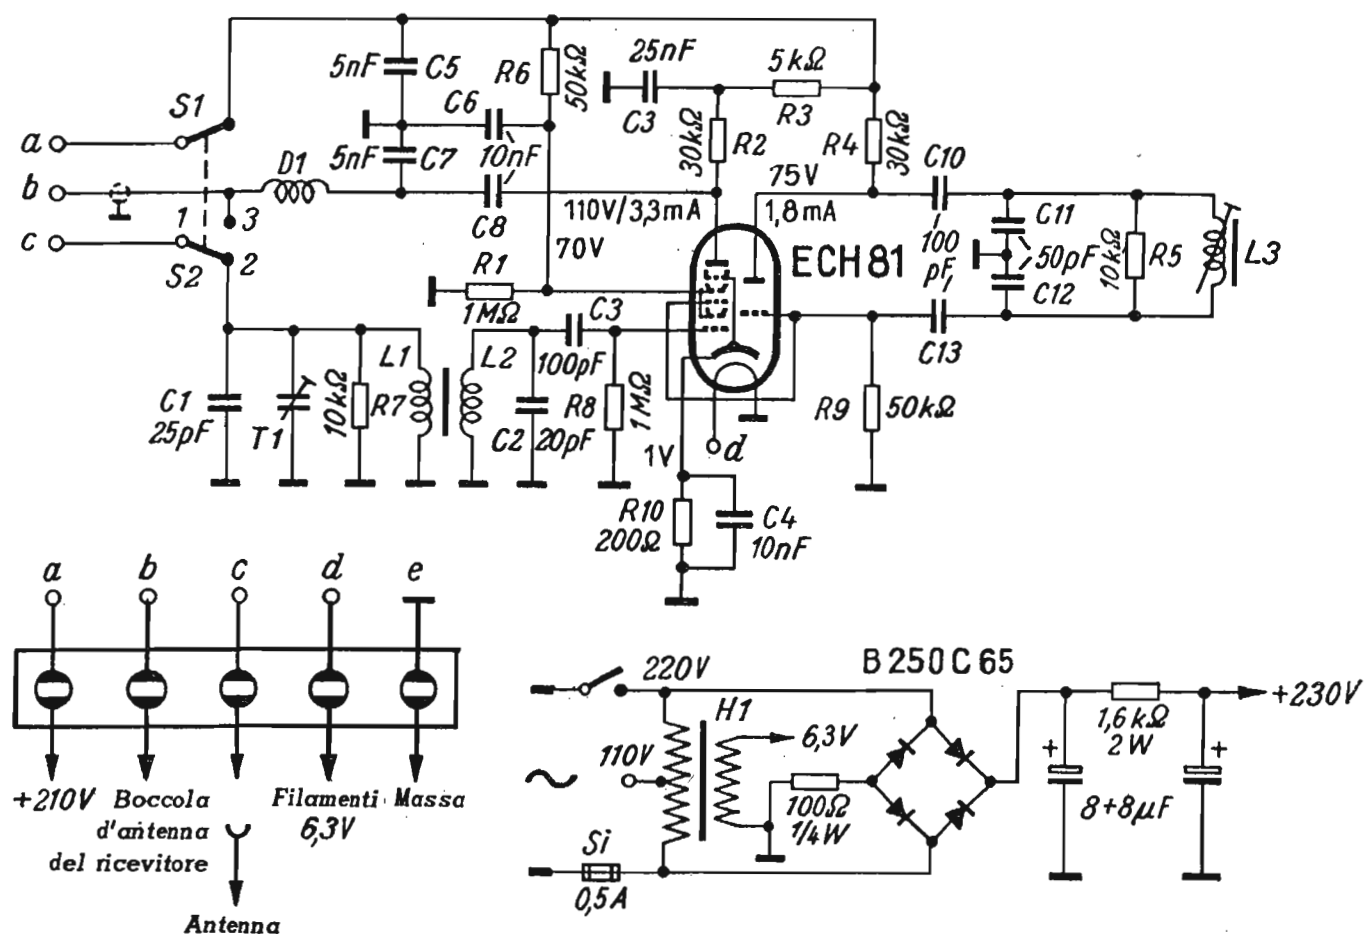 25nF
5nF
C5
R6
50kΩ
5kΩ
S1
C6
C3
30kΩ
R2
R3
R4
30kΩ
a
5nF
C7
10nF
C10
D1
75V
b
1
3
C8
110V/3,3mA
1,8mA
C11
c
S2
2
70V
ECH81
100
pF,
50pF
10kΩ
R5
L3
R1
C12
1MΩ
C3
C13
L1
L2
100pF
C1
25pF
T1
10kΩ
R7
R8
1MΩ
R9
50kΩ
C2
20pF
1V
d
R10
200Ω
C4
10nF
a
b
c
d
e
220V
B250C65
H1
+230V
110V
6,3V
1,6kΩ
2W
+
+
+210V
Boccola
d'antenna
del ricevitore
Filamenti
6,3V
Massa
100Ω
1/4W
8+8μF
Si
0,5A
Antenna